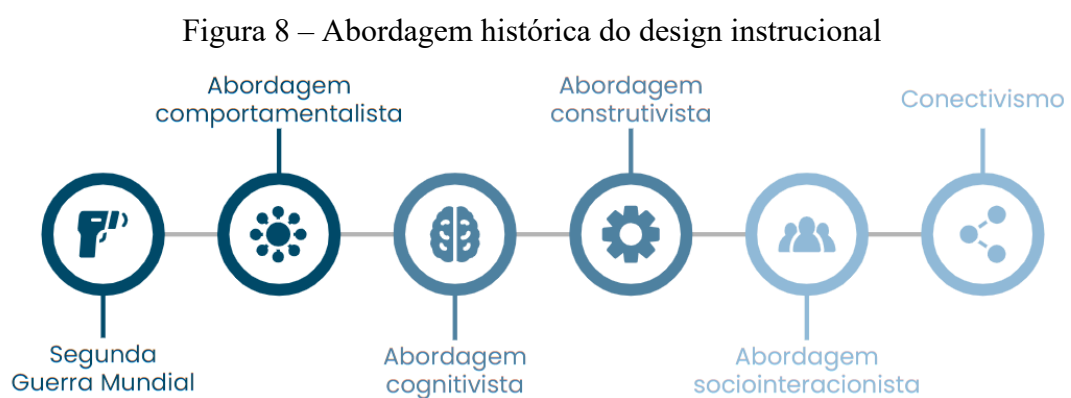 Figura 8 – Abordagem histórica do design instrucional
Abordagem
comportamentalista
Abordagem
construtivista
Conectivismo
Segunda
Guerra Mundial
Abordagem
cognitivista
Abordagem
sociointeracionista